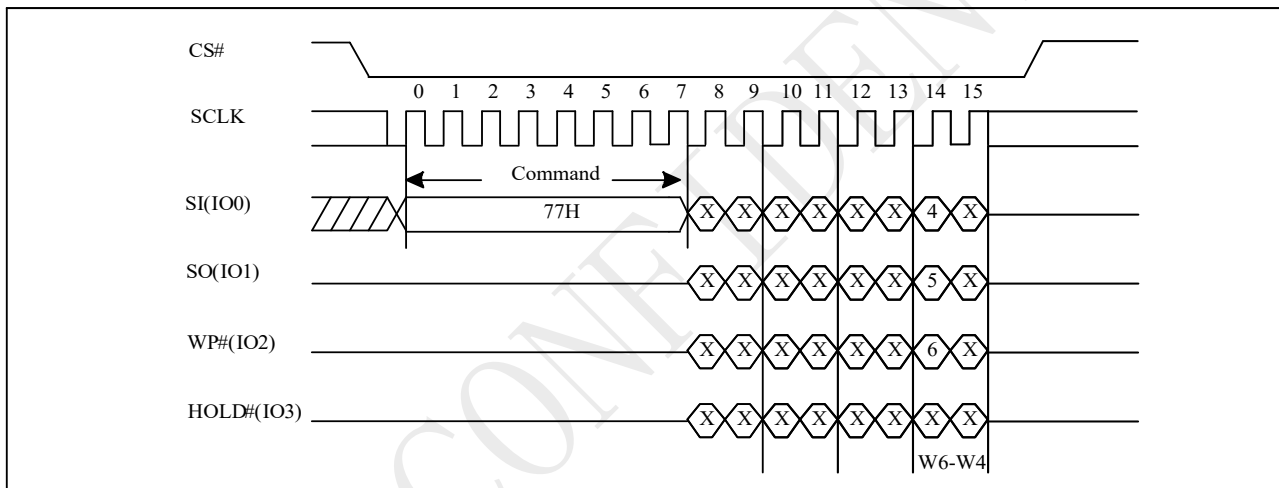 CS#
0 1 2 3 4 5 6 7 8 9 10 11 12 13 14 15
SCLK
Command
SI(IO0) 77H X X X X X X 4 X
SO(IO1) X X X X X X 5 X
WP#(IO2) X X X X X X 6 X
HOLD#(IO3) X X X X X X X X
W6-W4
CONFIDEN